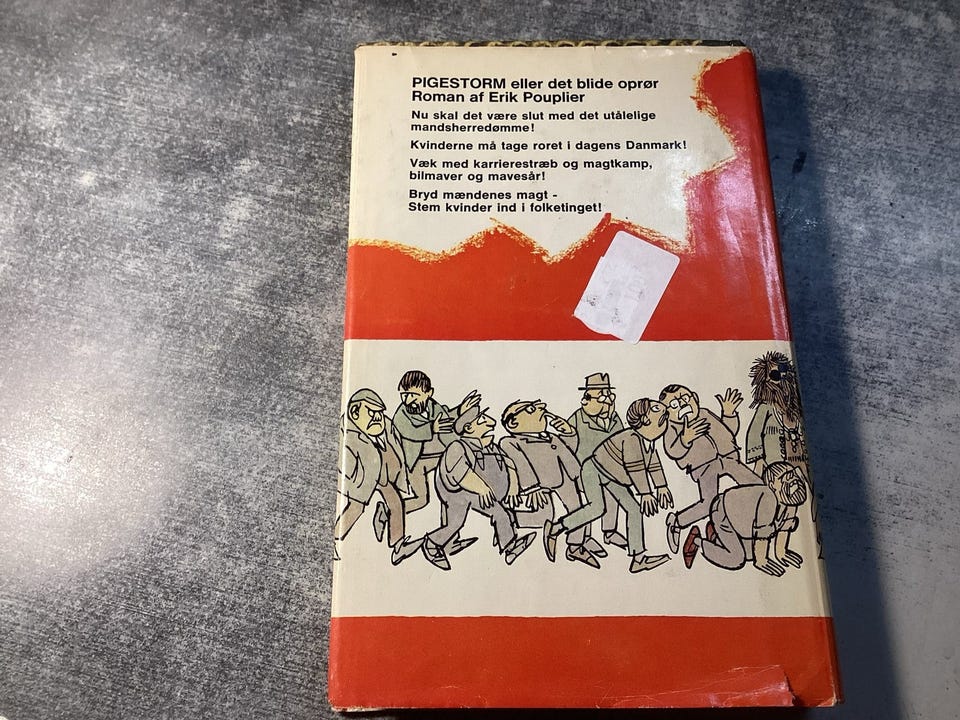 PIGESTORM eller det blide oprør
Roman af Erik Pouplier
Nu skal det være slut med det utålelige
mandsherredømme!
Kvinderne må tage roret i dagens Danmark!
Væk med karrierestræb og magtkamp,
bilmaver og mavesår!
Bryd mændenes magt -
Stem kvinder ind i folketinget!